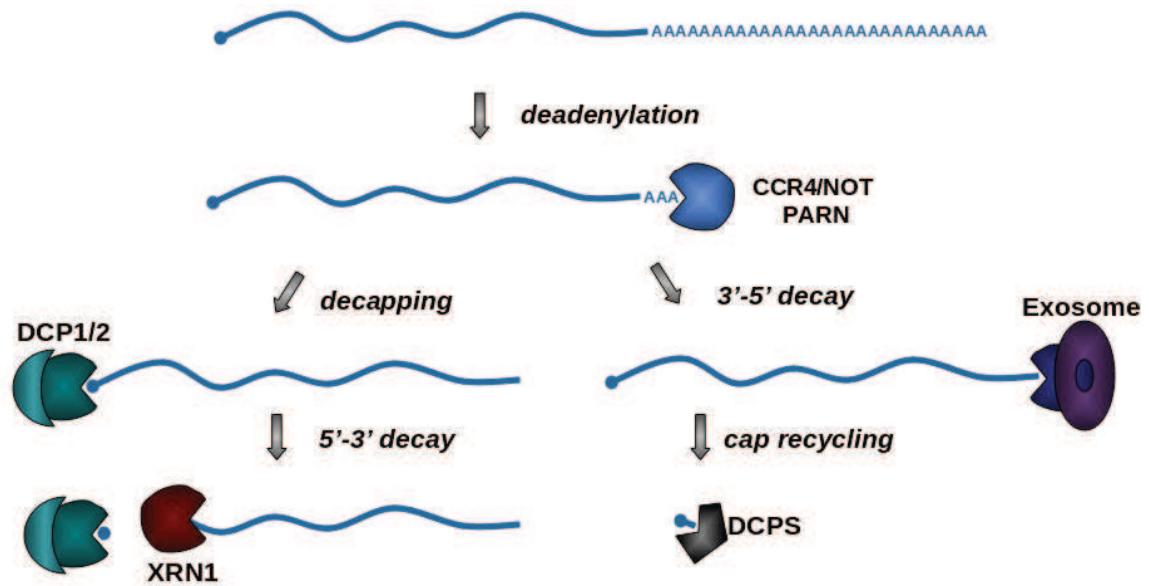 AAAAAAAAAAAAAAAAAAAAAAAAAAAA
deadenylation
AAA
CCR4/NOT
PARN
decapping
3’-5’ decay
DCP1/2
Exosome
5’-3’ decay
cap recycling
XRN1
DCPS